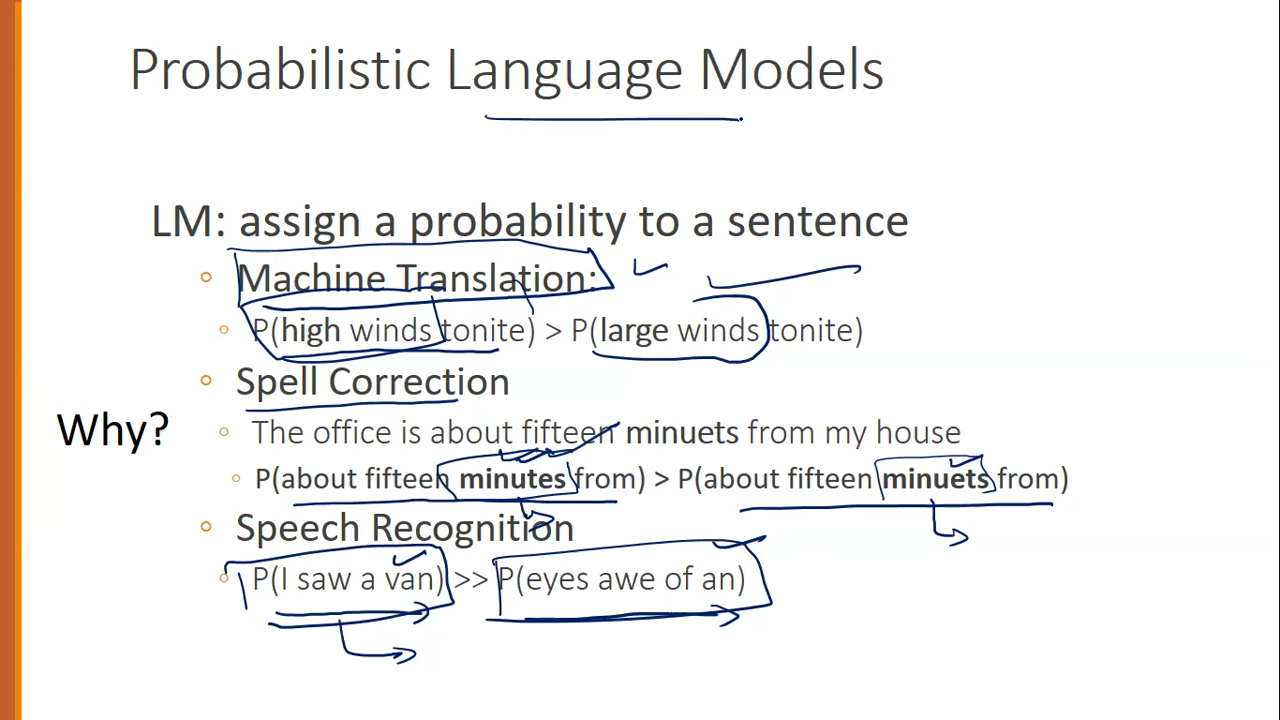 Probabilistic Language Models
LM: assign a probability to a sentence
Machine Translation:
P(high winds tonite) > P(large winds tonite)
Spell Correction
Why?
The office is about fifteen minuets from my house
P(about fifteen minutes from) > P(about fifteen minuets from)
Speech Recognition
P(I saw a van) >> P(eyes awe of an)